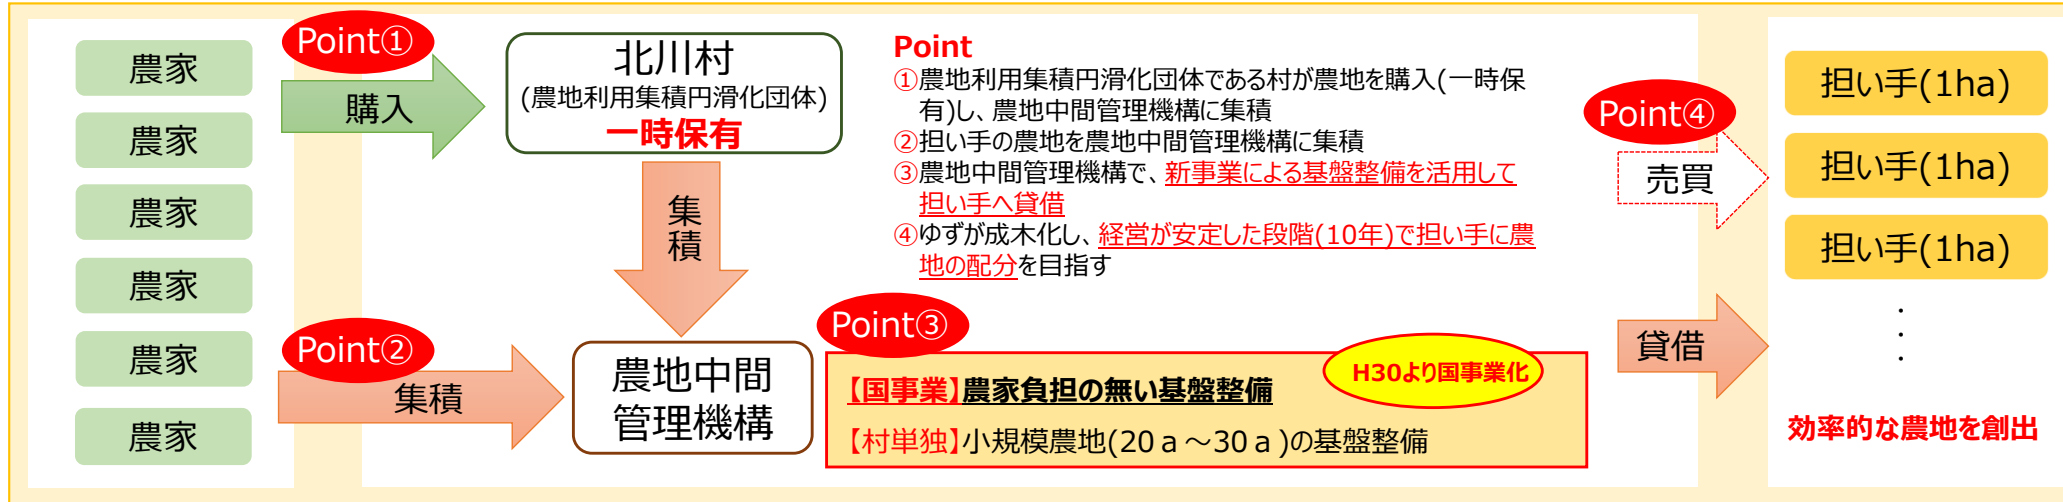 農家
農家
農家
農家
農家
農家
Point①
購入
北川村
(農地利用集積円滑化団体)
一時保有
集積
Point②
集積
農地中間
管理機構
Point
①農地利用集積円滑化団体である村が農地を購入(一時保
有)し、農地中間管理機構に集積
②担い手の農地を農地中間管理機構に集積
③農地中間管理機構で、新事業による基盤整備を活用して
担い手へ貸借
④ゆずが成木化し、経営が安定した段階(10年)で担い手に農
地の配分を目指す
Point③
H30より国事業化
【国事業】農家負担の無い基盤整備
【村単独】小規模農地(20a～30a)の基盤整備
Point④
売買
貸借
担い手(1ha)
担い手(1ha)
担い手(1ha)
・
・
・
効率的な農地を創出